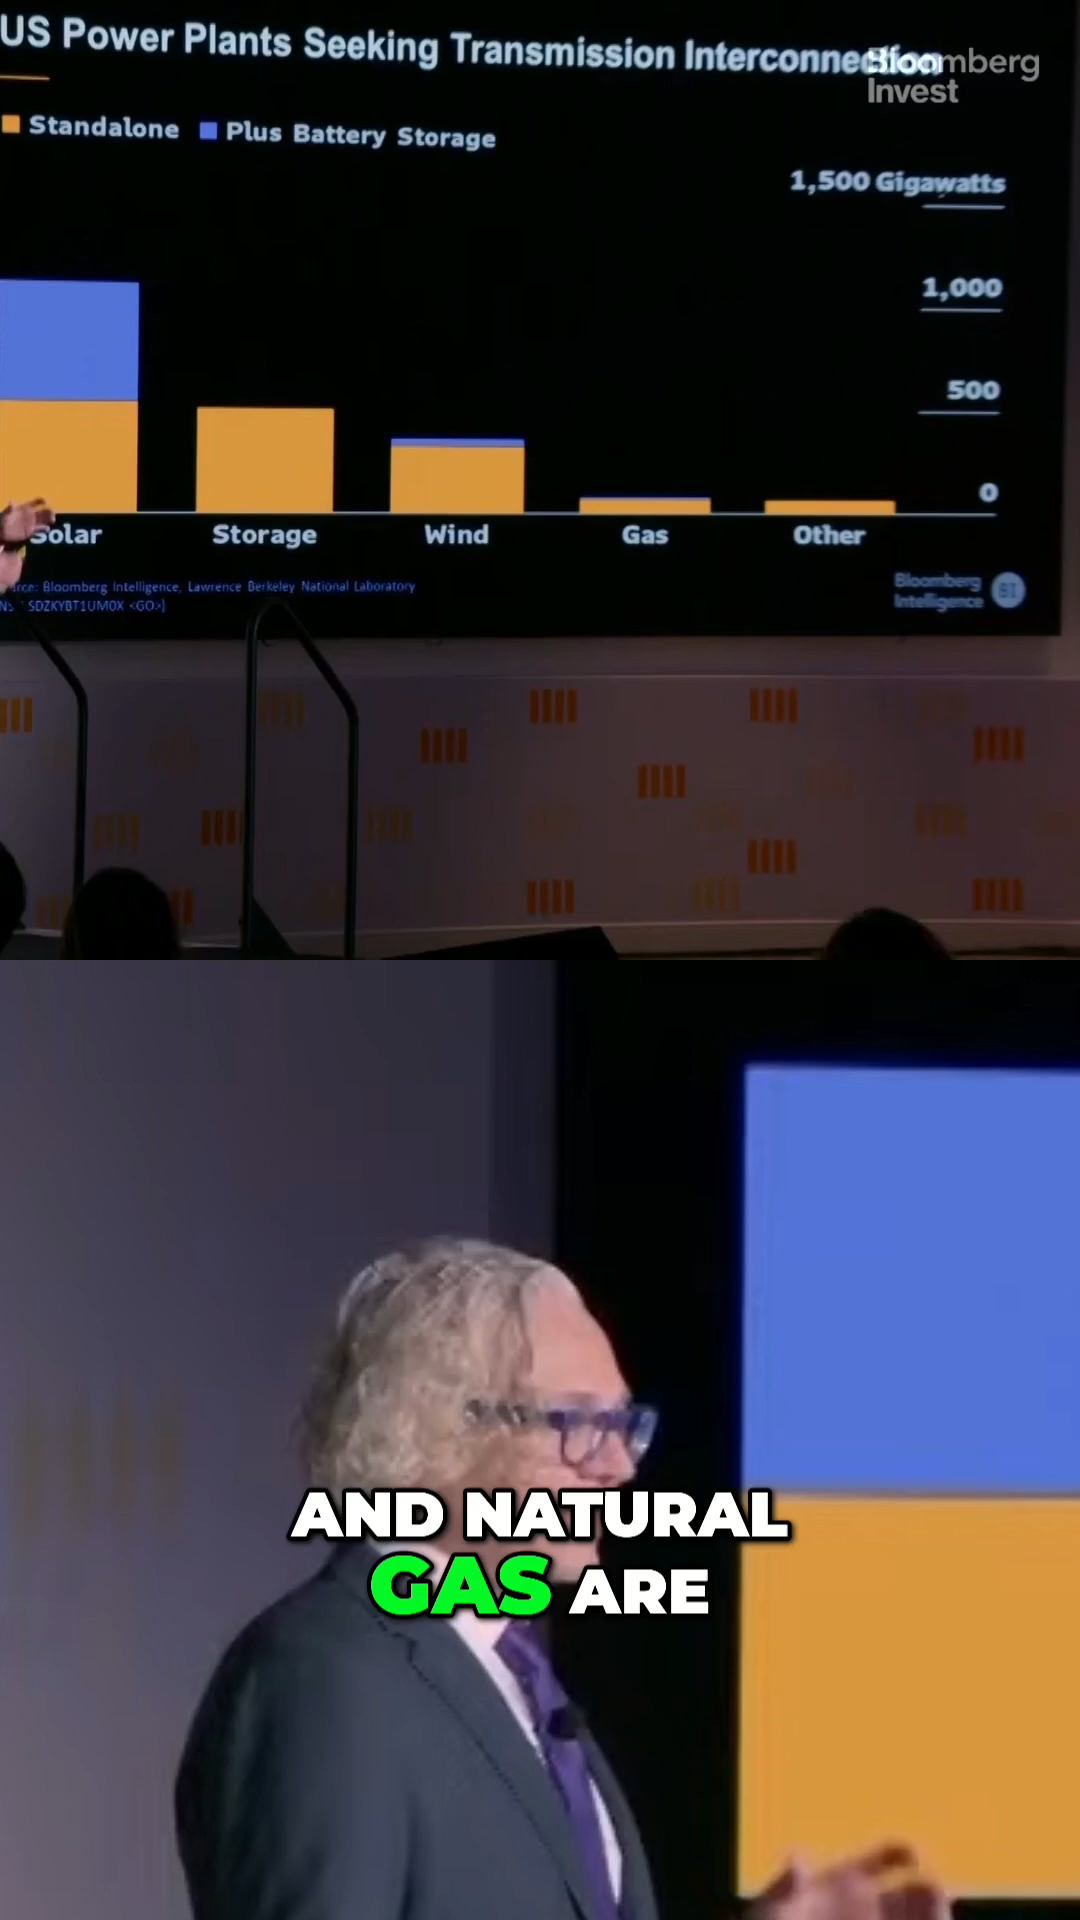 US Power Plants Seeking Transmission Interconnection
Bloomberg
Invest
Standalone Plus Battery Storage
1,500 Gigawatts
1,000
500
0
Solar Storage Wind Gas Other
Bloomberg Intelligence, Lawrence Berkeley National Laboratory
SDZKYBT1UM0X <GO>}
Bloomberg
Intelligence
BI
AND NATURAL
GAS ARE